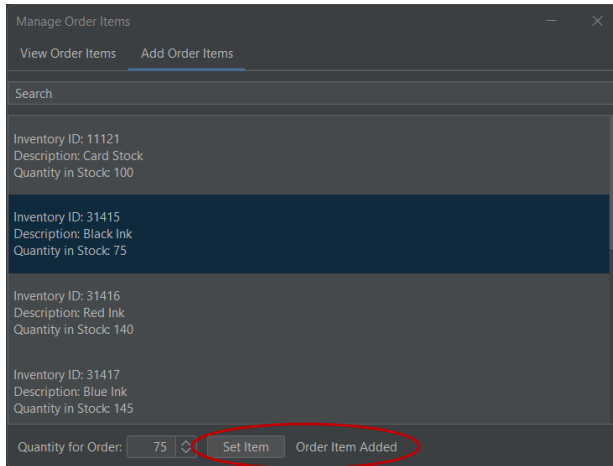 Manage Order Items
View Order Items Add Order Items
Search
Inventory ID: 11121
Description: Card Stock
Quantity in Stock: 100
Inventory ID: 31415
Description: Black Ink
Quantity in Stock: 75
Inventory ID: 31416
Description: Red Ink
Quantity in Stock: 140
Inventory ID: 31417
Description: Blue Ink
Quantity in Stock: 145
Quantity for Order: 75 Set Item Order Item Added